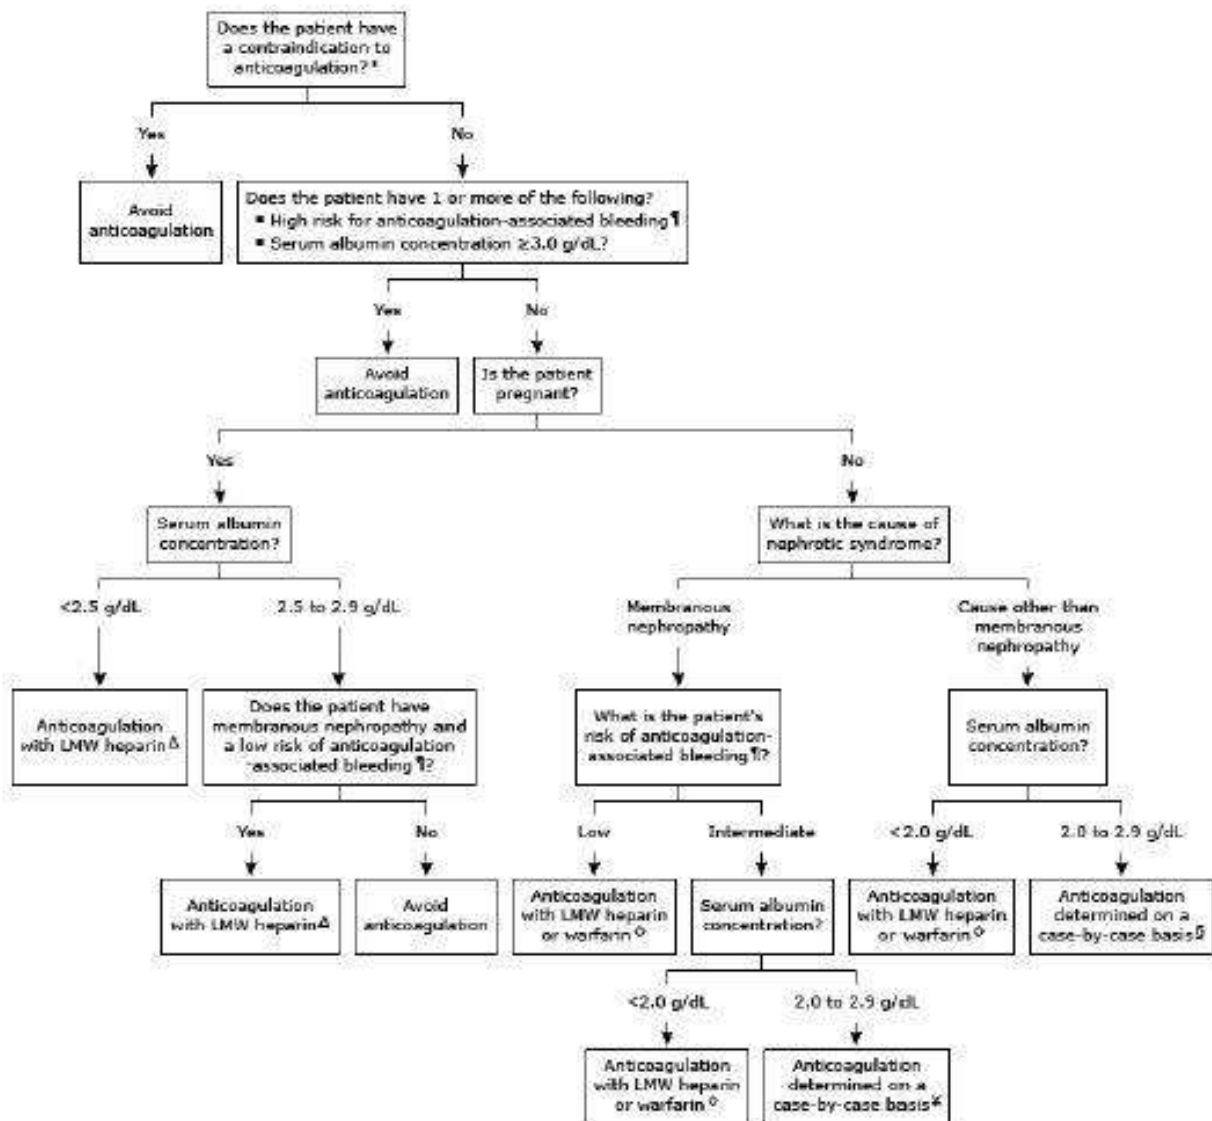 Does the patient have
a contraindication to
anticoagulation?*
Yes
No
Avoid
anticoagulation
Does the patient have 1 or more of the following?
▪ High risk for anticoagulation-associated bleeding¶
▪ Serum albumin concentration ≥3.0 g/dL?
Yes
No
Avoid
anticoagulation
Is the patient
pregnant?
Yes
No
Serum albumin
concentration?
What is the cause of
nephrotic syndrome?
<2.5 g/dL
2.5 to 2.9 g/dL
Membranous
nephropathy
Cause other than
membranous
nephropathy
Anticoagulation
with LMW heparin Δ
Does the patient have
membranous nephropathy and
a low risk of anticoagulation
-associated bleeding¶?
What is the patient's
risk of anticoagulation-
associated bleeding¶?
Serum albumin
concentration?
Yes
No
Low
Intermediate
<2.0 g/dL
2.0 to 2.9 g/dL
Anticoagulation
with LMW heparin Δ
Avoid
anticoagulation
Anticoagulation
with LMW heparin
or warfarin ◊
Serum albumin
concentration?
Anticoagulation
with LMW heparin
or warfarin ◊
Anticoagulation
determined on a
case-by-case basis §
<2.0 g/dL
2.0 to 2.9 g/dL
Anticoagulation
with LMW heparin
or warfarin ◊
Anticoagulation
determined on a
case-by-case basis ¥